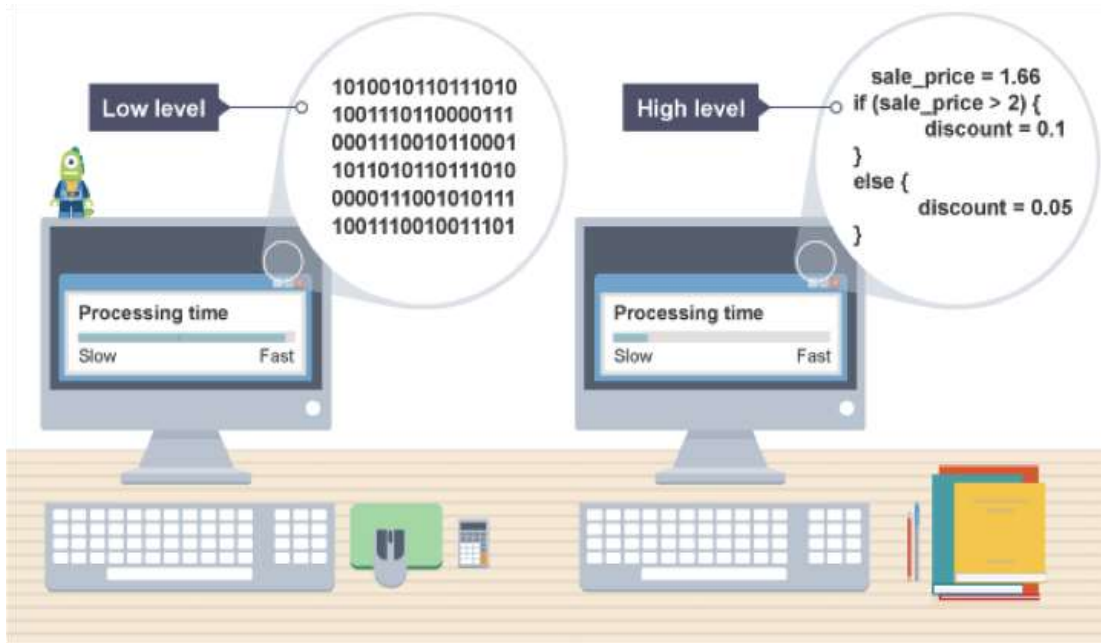 Low level
1010010110111010
1001110110000111
0001110010110001
1011010110111010
0000111001010111
1001110010011101
Processing time
Slow Fast
High level
sale_price = 1.66
if (sale_price > 2) {
discount = 0.1
}
else {
discount = 0.05
}
Processing time
Slow Fast